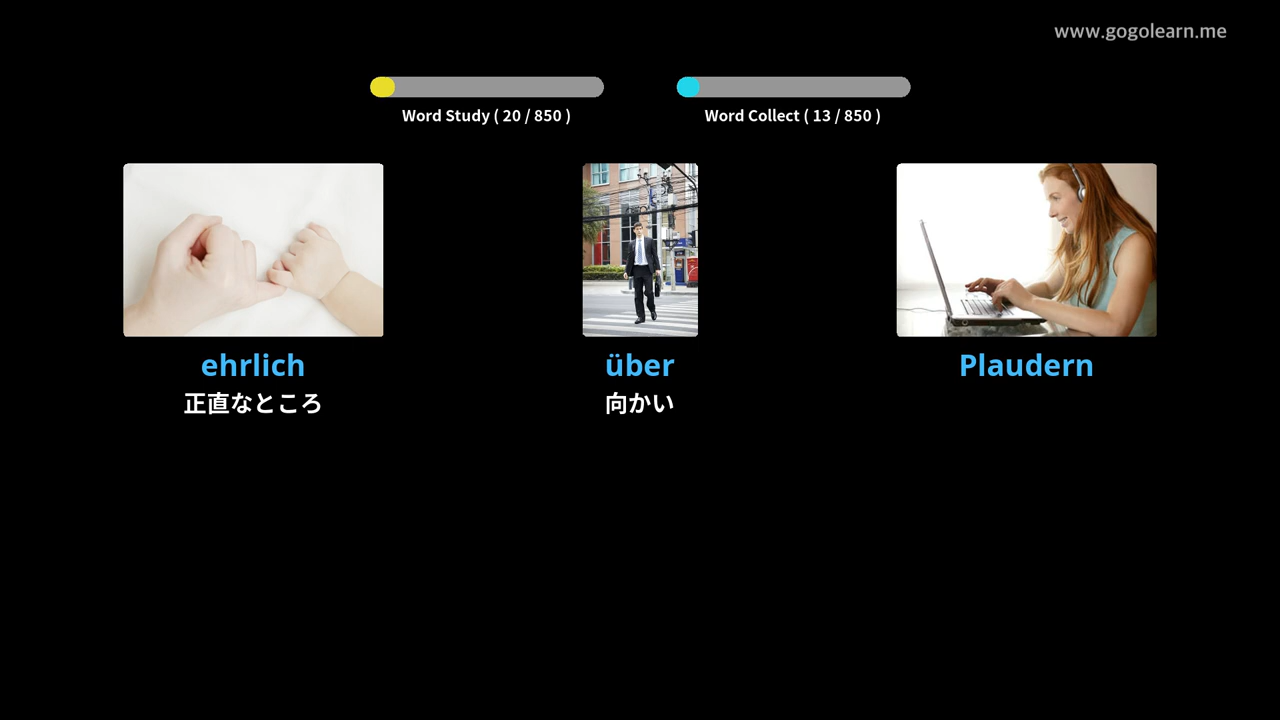 www.gogolearn.me
Word Study ( 20 / 850 )
Word Collect ( 13 / 850 )
ehrlich
über
Plaudern
正直なところ
向かい